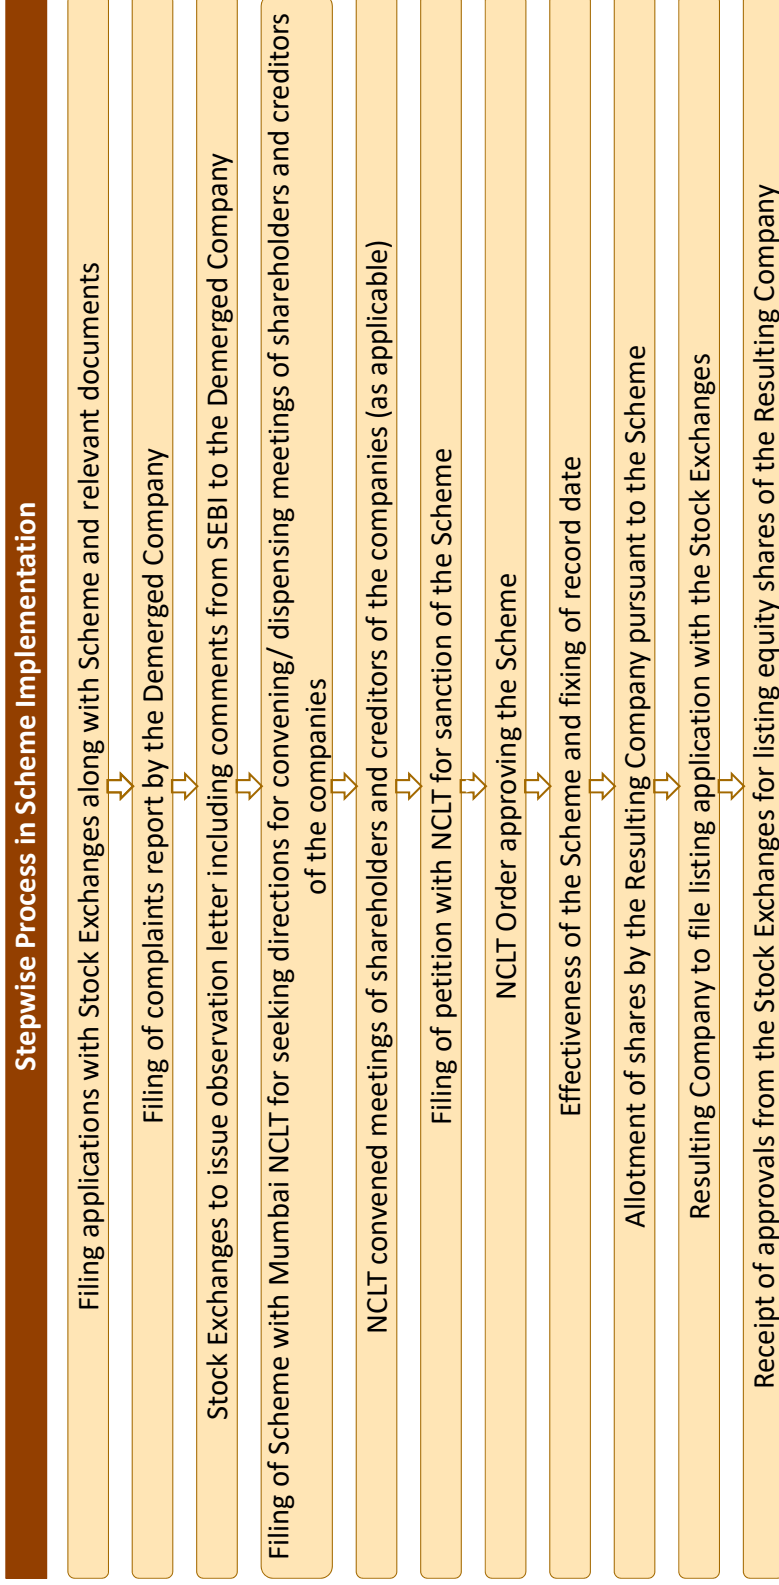 Stepwise Process in Scheme Implementation
Filing applications with Stock Exchanges along with Scheme and relevant documents
Filing of complaints report by the Demerged Company
Stock Exchanges to issue observation letter including comments from SEBI to the Demerged Company
Filing of Scheme with Mumbai NCLT for seeking directions for convening/ dispensing meetings of shareholders and creditors
of the companies
NCLT convened meetings of shareholders and creditors of the companies (as applicable)
Filing of petition with NCLT for sanction of the Scheme
NCLT Order approving the Scheme
Effectiveness of the Scheme and fixing of record date
Allotment of shares by the Resulting Company pursuant to the Scheme
Resulting Company to file listing application with the Stock Exchanges
Receipt of approvals from the Stock Exchanges for listing equity shares of the Resulting Company